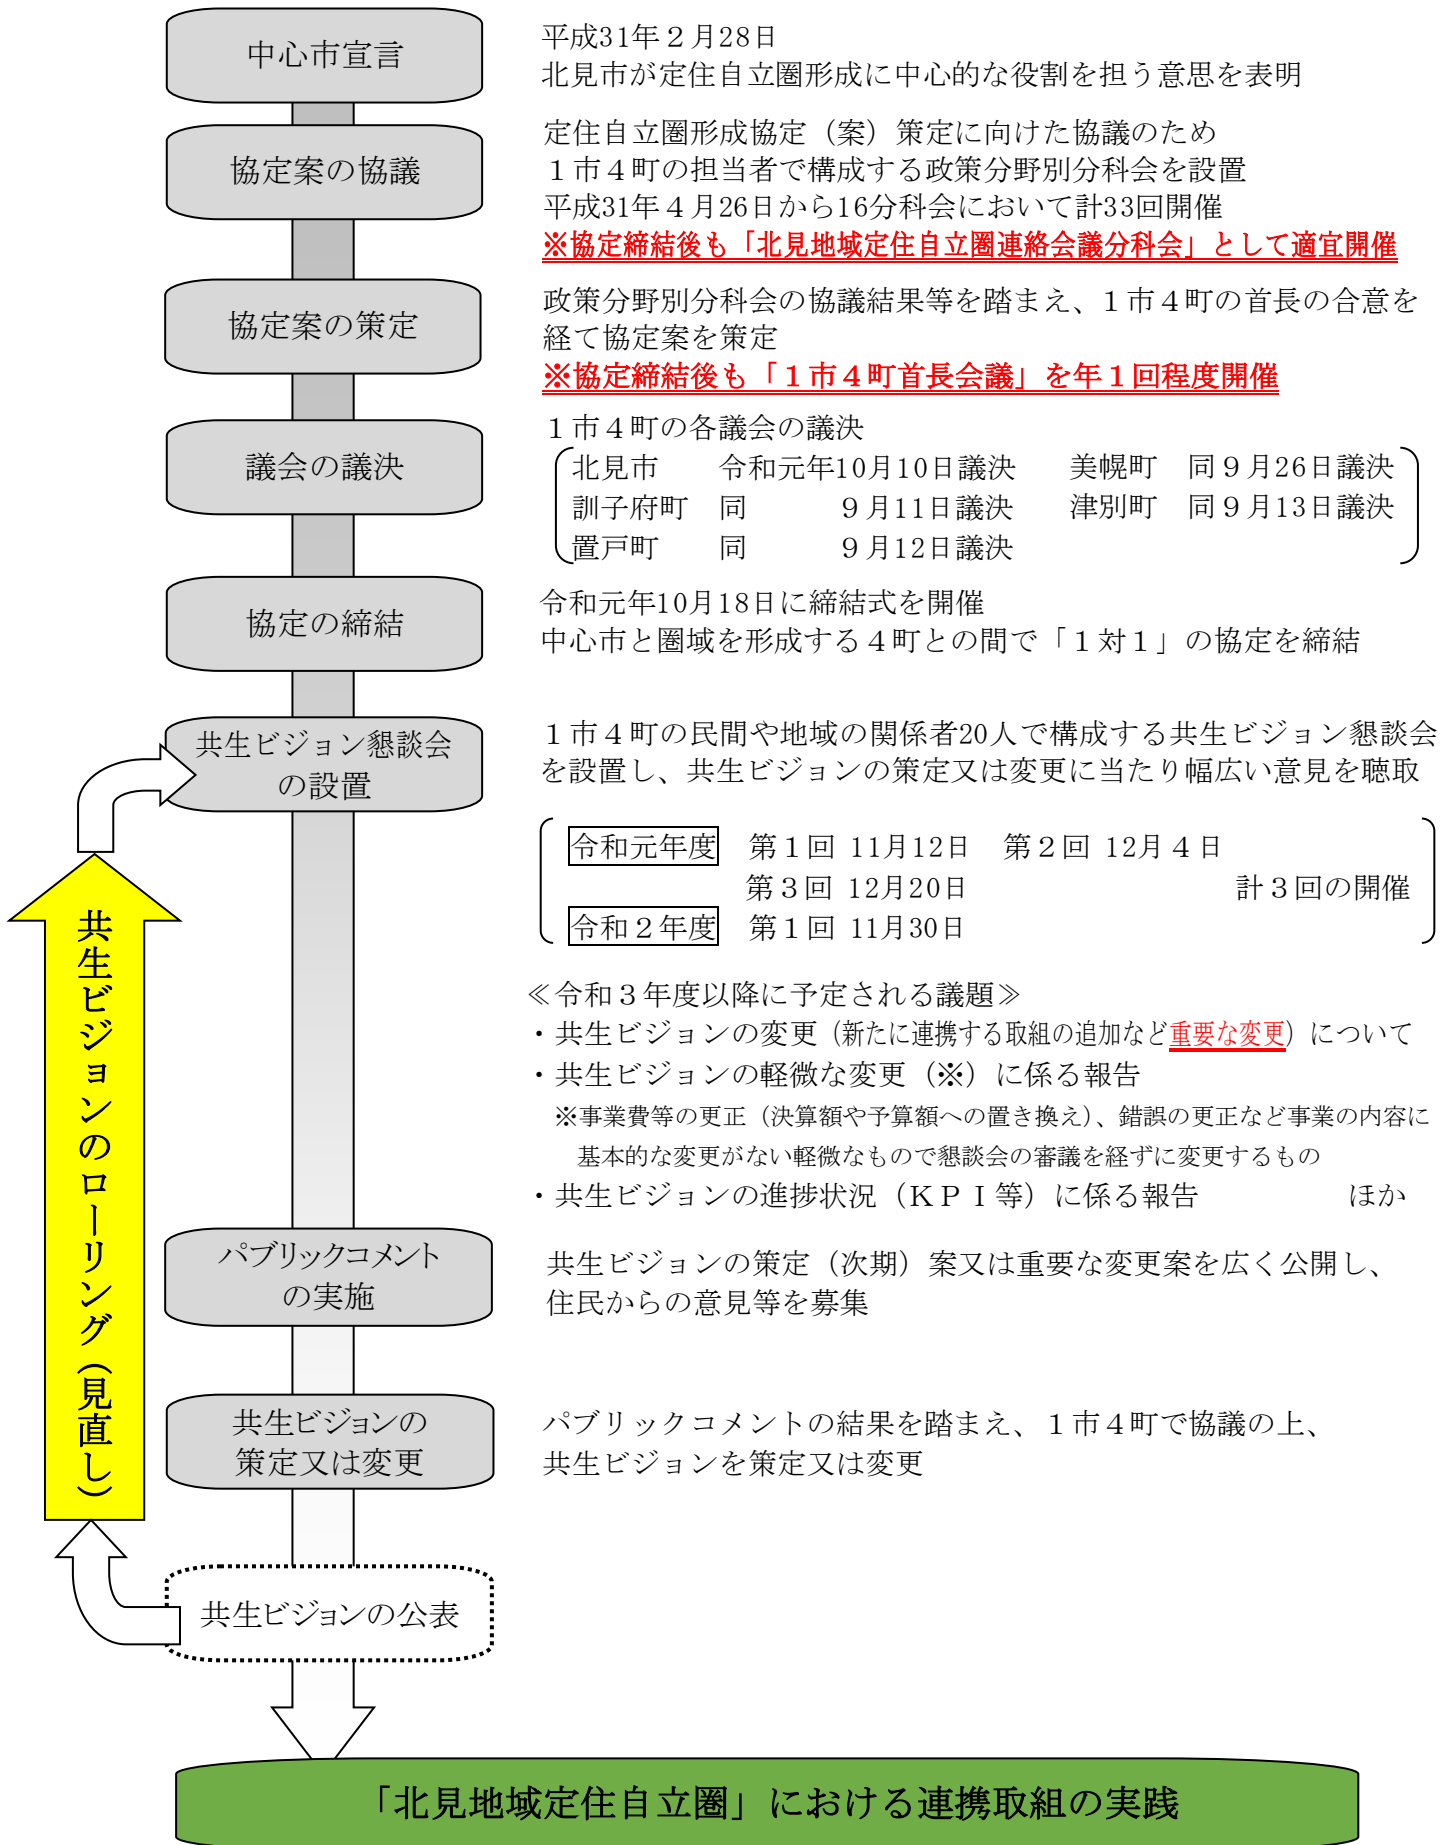 中心市宣言
平成31年２月28日
北見市が定住自立圏形成に中心的な役割を担う意思を表明
協定案の協議
定住自立圏形成協定（案）策定に向けた協議のため
１市４町の担当者で構成する政策分野別分科会を設置
平成31年４月26日から16分科会において計33回開催
※協定締結後も「北見地域定住自立圏連絡会議分科会」として適宜開催
協定案の策定
政策分野別分科会の協議結果等を踏まえ、１市４町の首長の合意を
経て協定案を策定
※協定締結後も「１市４町首長会議」を年１回程度開催
議会の議決
１市４町の各議会の議決
北見市　　令和元年10月10日議決　美幌町　同９月26日議決
訓子府町　同　　　９月11日議決　津別町　同９月13日議決
置戸町　　同　　　９月12日議決
協定の締結
令和元年10月18日に締結式を開催
中心市と圏域を形成する４町との間で「１対１」の協定を締結
共生ビジョン懇談会
の設置
１市４町の民間や地域の関係者20人で構成する共生ビジョン懇談会
を設置し、共生ビジョンの策定又は変更に当たり幅広い意見を聴取
令和元年度　第１回 11月12日　第２回 12月４日
第３回 12月20日　　　計３回の開催
令和２年度　第１回 11月30日
≪令和３年度以降に予定される議題≫
・共生ビジョンの変更（新たに連携する取組の追加など重要な変更）について
・共生ビジョンの軽微な変更（※）に係る報告
※事業費等の更正（決算額や予算額への置き換え）、錯誤の更正など事業の内容に
基本的な変更がない軽微なもので懇談会の審議を経ずに変更するもの
・共生ビジョンの進捗状況（ＫＰＩ等）に係る報告　　　ほか
共生ビジョンのローリング（見直し）
パブリックコメント
の実施
共生ビジョンの策定（次期）案又は重要な変更案を広く公開し、
住民からの意見等を募集
共生ビジョンの
策定又は変更
パブリックコメントの結果を踏まえ、１市４町で協議の上、
共生ビジョンを策定又は変更
共生ビジョンの公表
「北見地域定住自立圏」における連携取組の実践